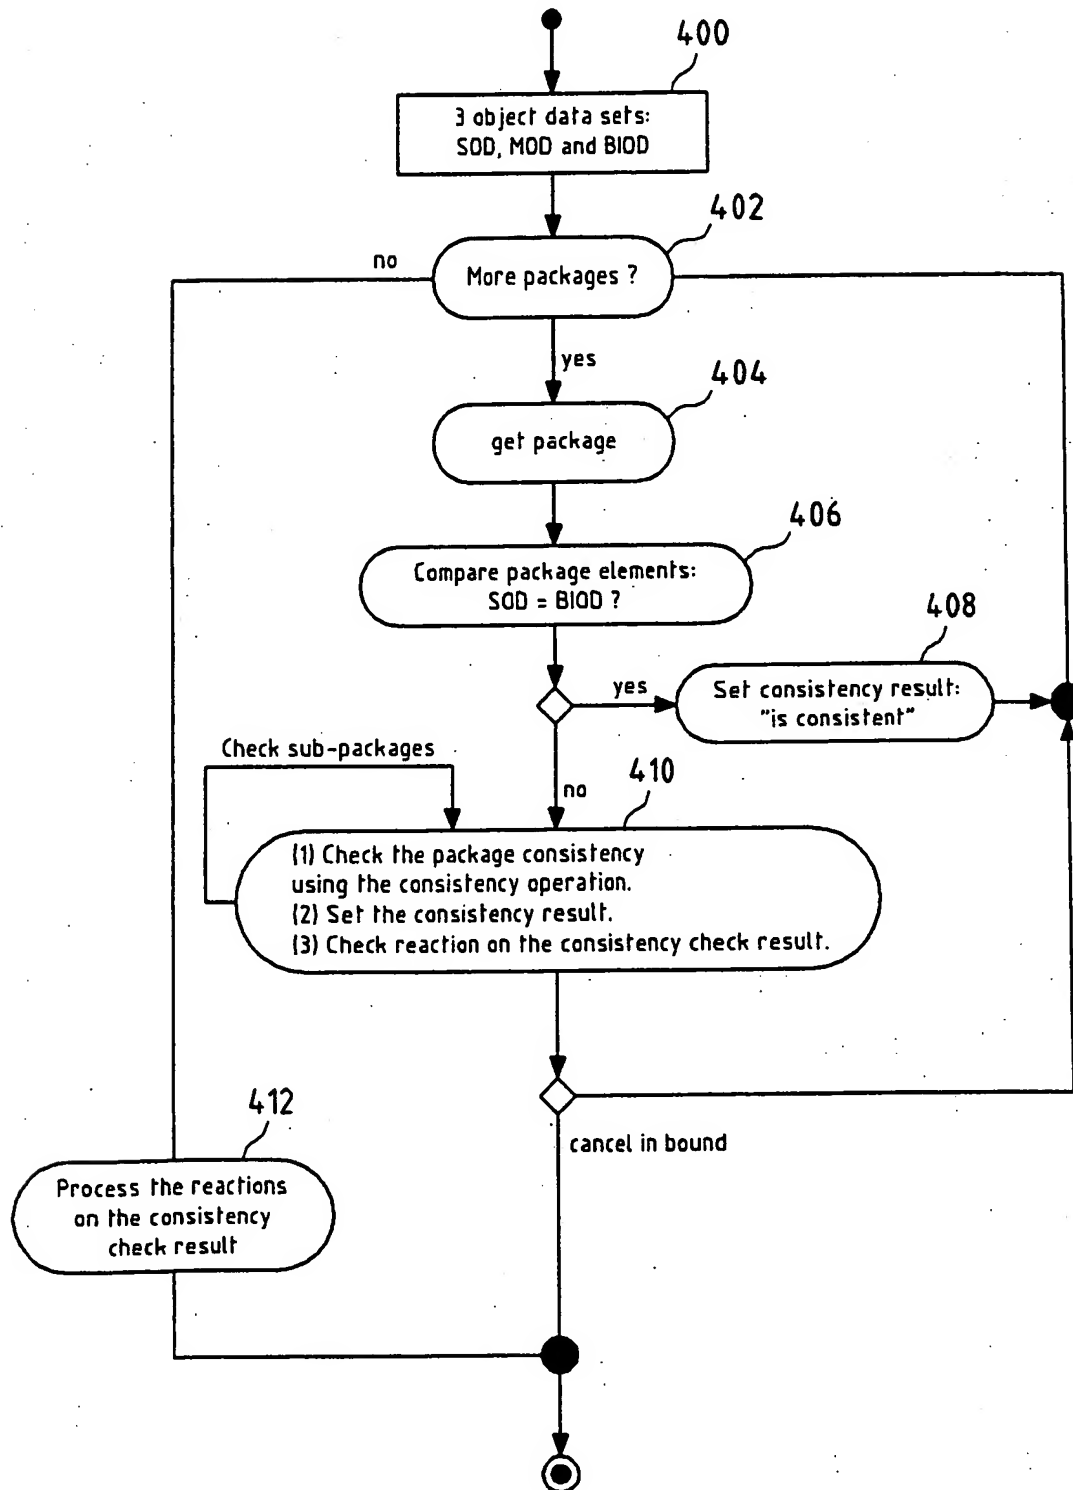 400
3 object data sets:
SOD, MOD and BIOD
402
no
More packages ?
yes
404
get package
406
Compare package elements:
SOD = BIOD ?
408
yes
Set consistency result:
"is consistent"
Check sub-packages
410
no
(1) Check the package consistency
using the consistency operation.
(2) Set the consistency result.
(3) Check reaction on the consistency check result.
412
cancel in bound
Process the reactions
on the consistency
check result